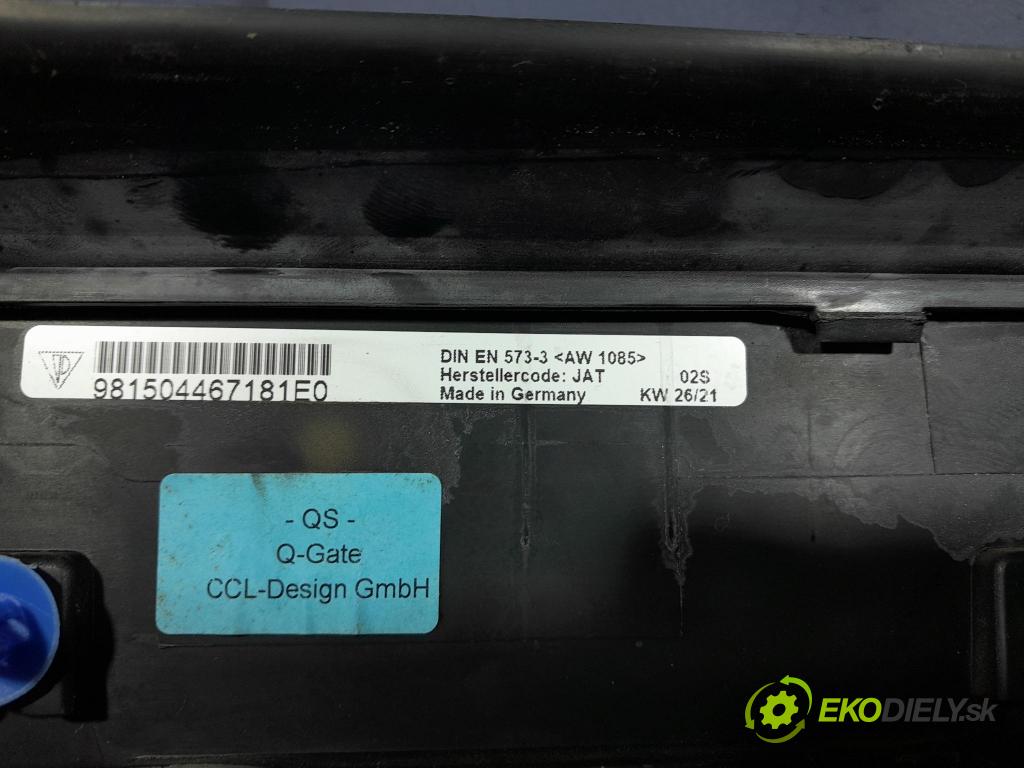 DIN EN 573-3 <AW 1085>
Herstellercode: JAT 02S
Made in Germany KW 26/21
981504467181E0
- QS -
Q-Gate
CCL-Design GmbH
EKODIELY.sk